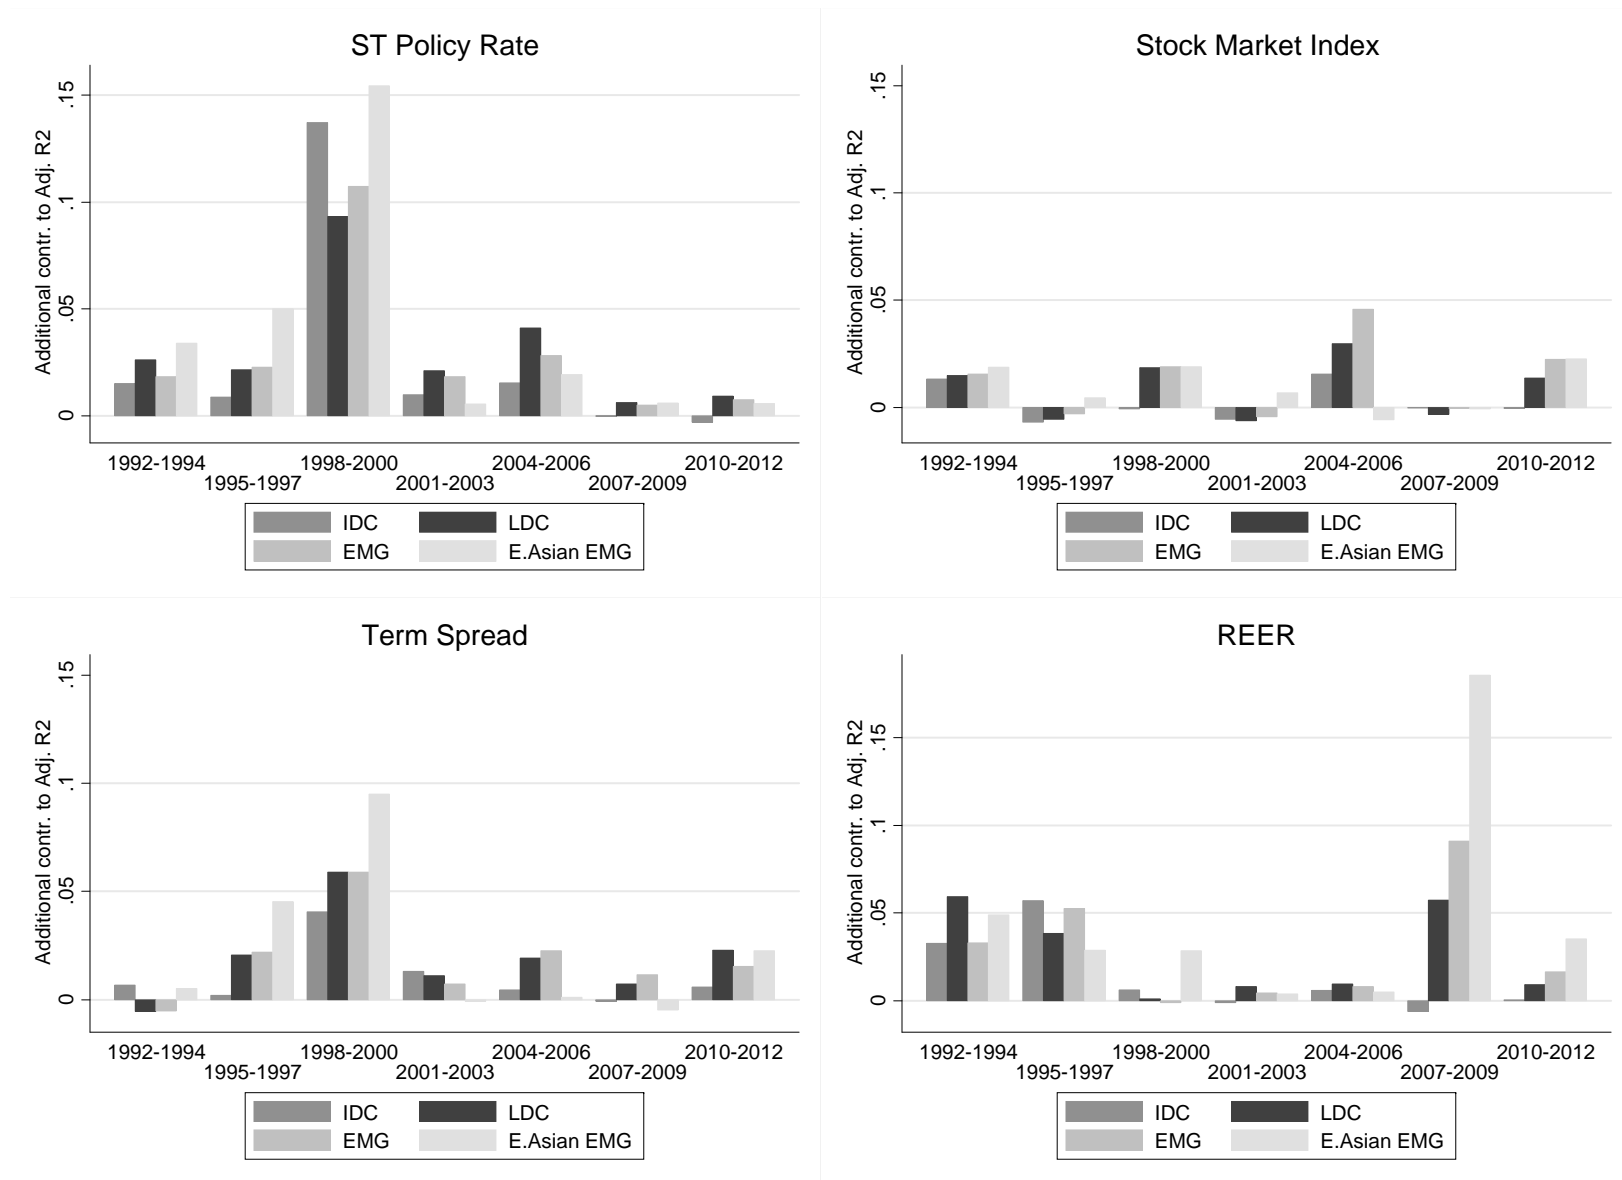 ST Policy Rate
Additional contr. to Adj. R2
.15
.1
.05
0
1992-1994 1998-2000 2004-2006 2010-2012
1995-1997 2001-2003 2007-2009
IDC LDC
EMG E.Asian EMG
Stock Market Index
Additional contr. to Adj. R2
.15
.1
.05
0
1992-1994 1998-2000 2004-2006 2010-2012
1995-1997 2001-2003 2007-2009
IDC LDC
EMG E.Asian EMG
Term Spread
Additional contr. to Adj. R2
.15
.1
.05
0
1992-1994 1998-2000 2004-2006 2010-2012
1995-1997 2001-2003 2007-2009
IDC LDC
EMG E.Asian EMG
REER
Additional contr. to Adj. R2
.15
.1
.05
0
1992-1994 1998-2000 2004-2006 2010-2012
1995-1997 2001-2003 2007-2009
IDC LDC
EMG E.Asian EMG